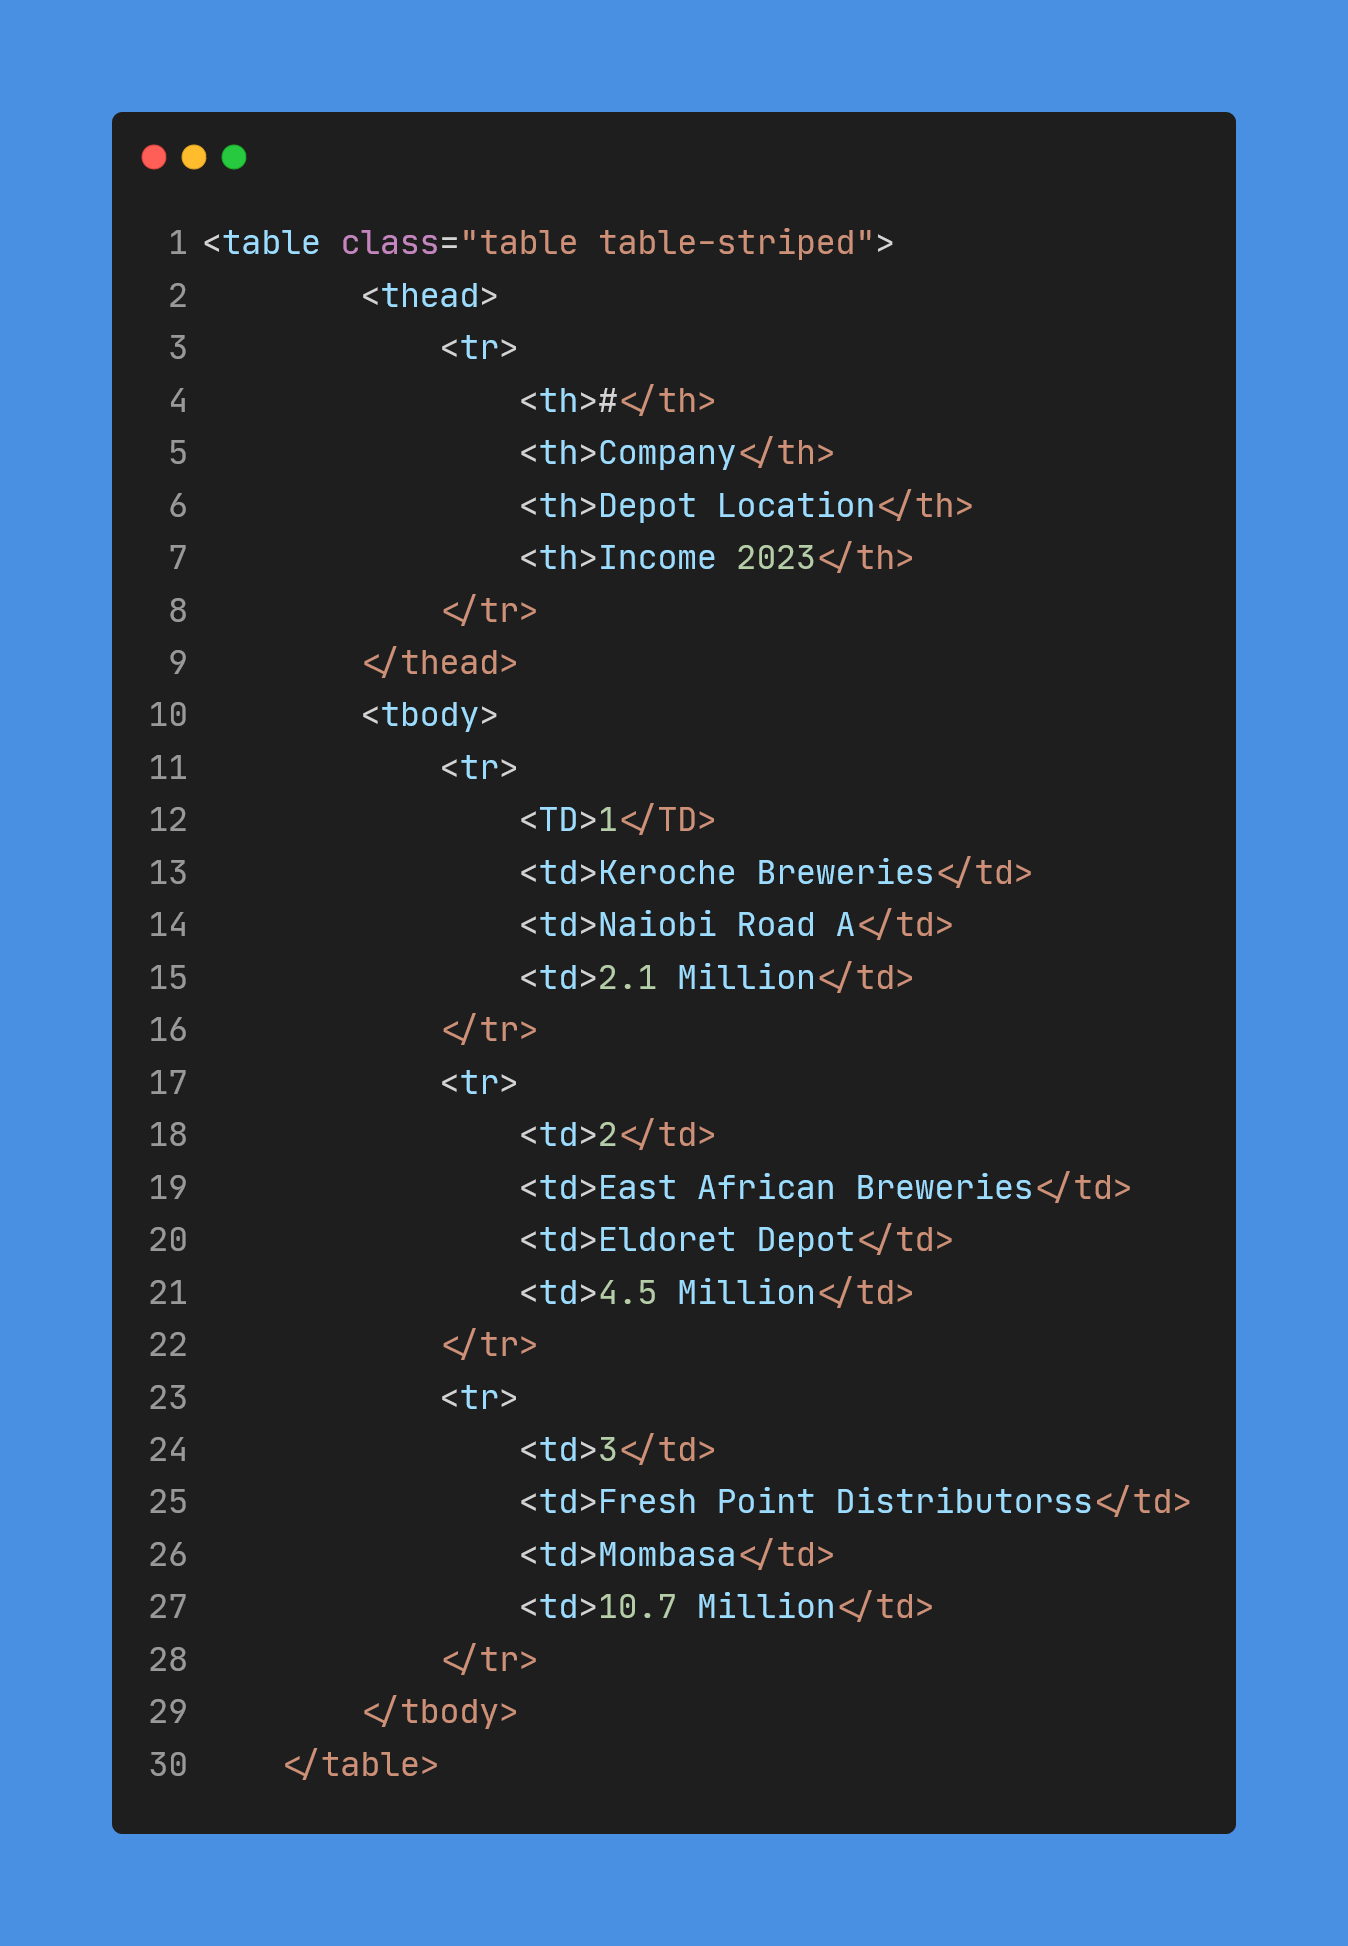 1 <table class="table table-striped">
2         <thead>
3             <tr>
4                 <th>#</th>
5                 <th>Company</th>
6                 <th>Depot Location</th>
7                 <th>Income 2023</th>
8             </tr>
9         </thead>
10         <tbody>
11             <tr>
12                 <TD>1</TD>
13                 <td>Keroche Breweries</td>
14                 <td>Naiobi Road A</td>
15                 <td>2.1 Million</td>
16             </tr>
17             <tr>
18                 <td>2</td>
19                 <td>East African Breweries</td>
20                 <td>Eldoret Depot</td>
21                 <td>4.5 Million</td>
22             </tr>
23             <tr>
24                 <td>3</td>
25                 <td>Fresh Point Distributorss</td>
26                 <td>Mombasa</td>
27                 <td>10.7 Million</td>
28             </tr>
29         </tbody>
30     </table>